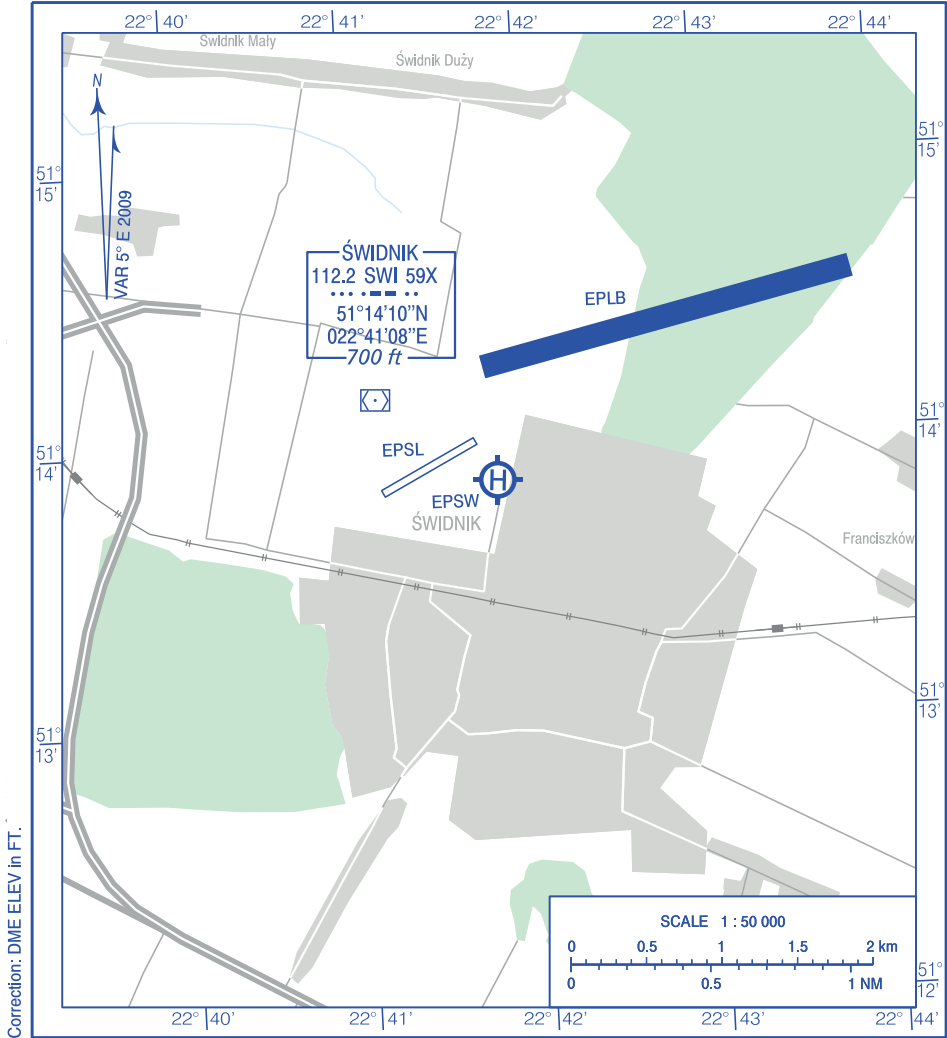 22° 40' 22° 41' 22° 42' 22° 43' 22° 44'
Świdnik Mały
Świdnik Duży
N
VAR 5° E 2009
51°
15'
51°
15'
ŚWIDNIK
112.2 SWI 59X
51°14'10"N
022°41'08"E
700 ft
EPLB
51°
14'
51°
14'
EPSL
H
EPSW
ŚWIDNIK
Franciszków
51°
13'
51°
13'
51°
12'
SCALE 1 : 50 000
0 0.5 1 1.5 2 km
0 0.5 1 NM
22° 40' 22° 41' 22° 42' 22° 43' 22° 44'
Correction: DME ELEV in FT.